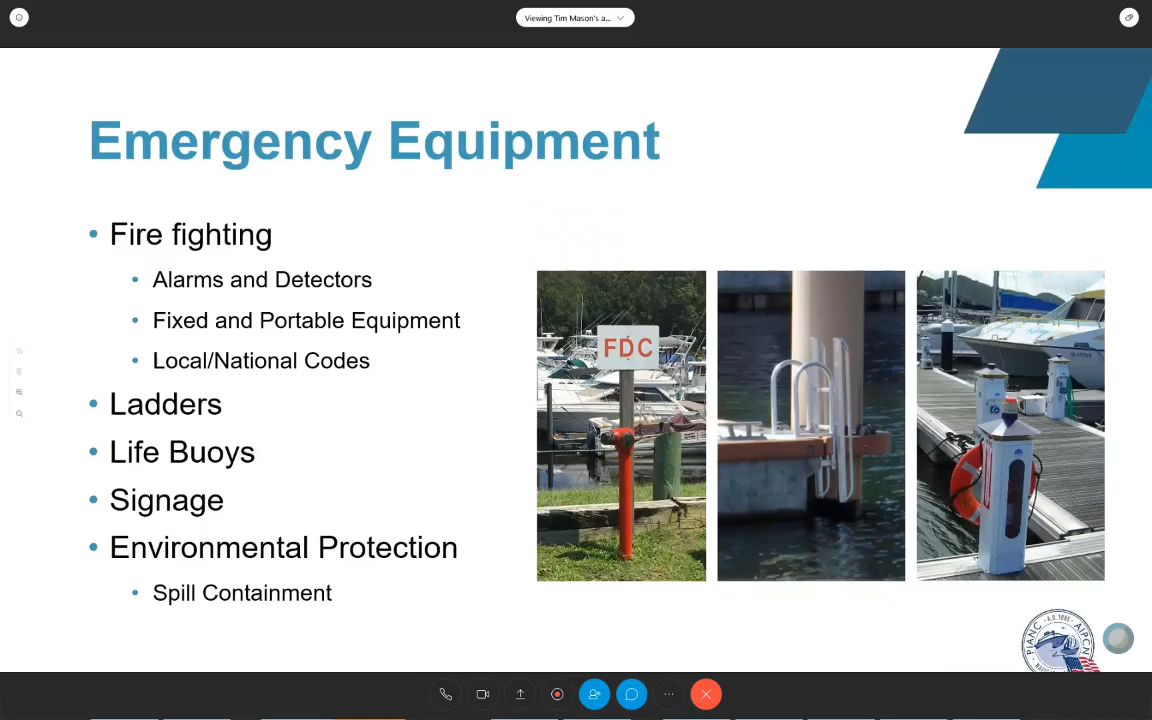 Viewing Tim Mason's a...
Emergency Equipment
• Fire fighting
• Alarms and Detectors
• Fixed and Portable Equipment
• Local/National Codes
• Ladders
• Life Buoys
• Signage
• Environmental Protection
• Spill Containment
FDC
PIANC · A.D. 1885 · AIPCN